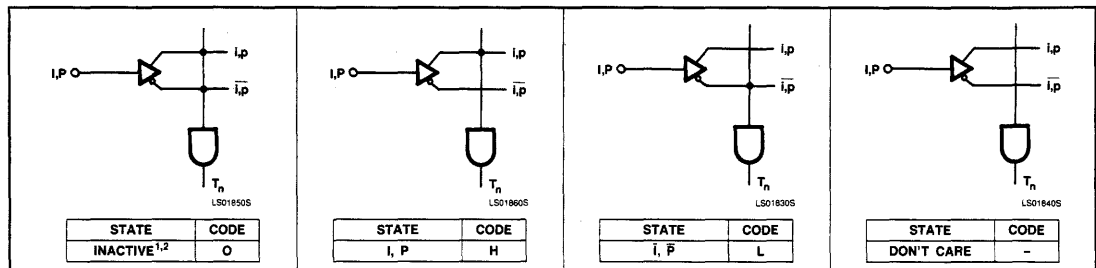 I,P
i,p
i̅,p̅
Tn
LS01850S
STATE CODE
INACTIVE1,2 O
I,P
i,p
i̅,p̅
Tn
LS01860S
STATE CODE
I, P H
I,P
i,p
i̅,p̅
Tn
LS01830S
STATE CODE
I̅, P̅ L
I,P
i,p
i̅,p̅
Tn
LS01840S
STATE CODE
DON'T CARE –